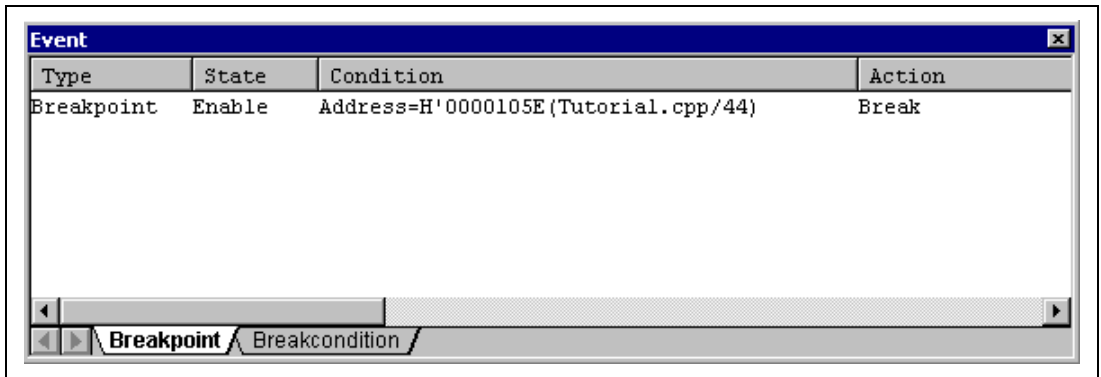 Event
Type State Condition Action
Breakpoint Enable Address=H'0000105E(Tutorial.cpp/44) Break
Breakpoint Breakcondition